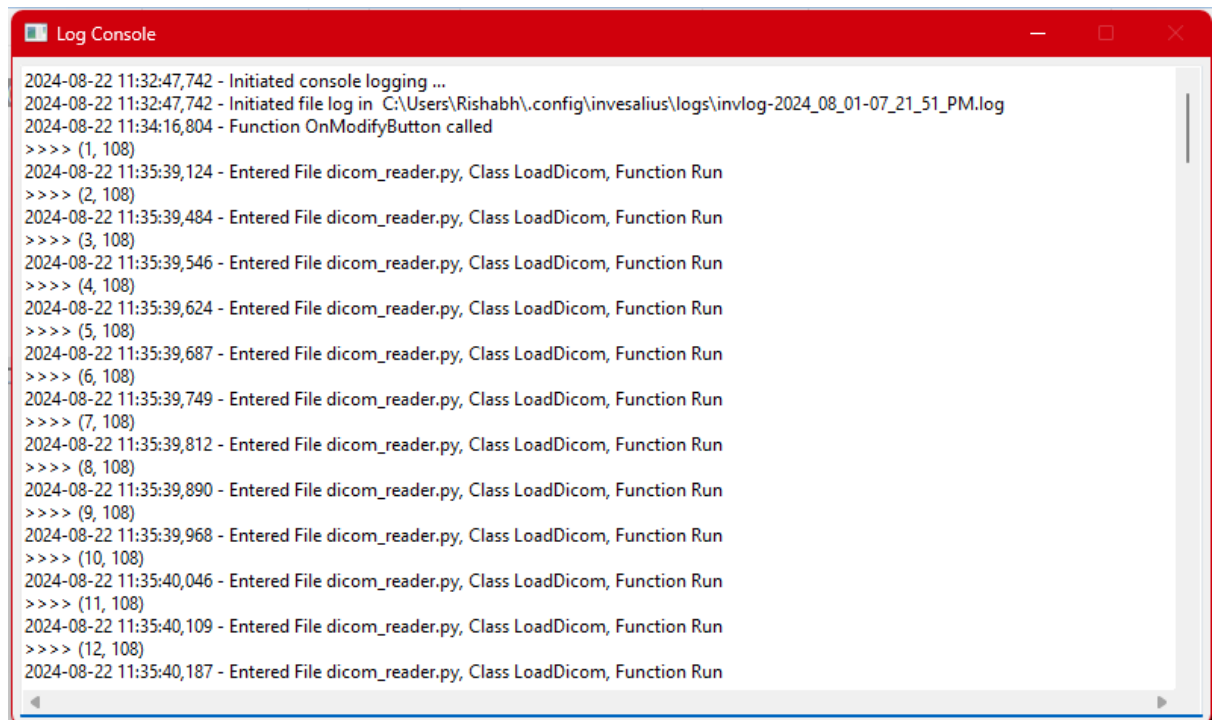 Log Console
2024-08-22 11:32:47,742 - Initiated console logging ...
2024-08-22 11:32:47,742 - Initiated file log in  C:\Users\Rishabh\.config\invesalius\logs\invlog-2024_08_01-07_21_51_PM.log
2024-08-22 11:34:16,804 - Function OnModifyButton called
>>>> (1, 108)
2024-08-22 11:35:39,124 - Entered File dicom_reader.py, Class LoadDicom, Function Run
>>>> (2, 108)
2024-08-22 11:35:39,484 - Entered File dicom_reader.py, Class LoadDicom, Function Run
>>>> (3, 108)
2024-08-22 11:35:39,546 - Entered File dicom_reader.py, Class LoadDicom, Function Run
>>>> (4, 108)
2024-08-22 11:35:39,624 - Entered File dicom_reader.py, Class LoadDicom, Function Run
>>>> (5, 108)
2024-08-22 11:35:39,687 - Entered File dicom_reader.py, Class LoadDicom, Function Run
>>>> (6, 108)
2024-08-22 11:35:39,749 - Entered File dicom_reader.py, Class LoadDicom, Function Run
>>>> (7, 108)
2024-08-22 11:35:39,812 - Entered File dicom_reader.py, Class LoadDicom, Function Run
>>>> (8, 108)
2024-08-22 11:35:39,890 - Entered File dicom_reader.py, Class LoadDicom, Function Run
>>>> (9, 108)
2024-08-22 11:35:39,968 - Entered File dicom_reader.py, Class LoadDicom, Function Run
>>>> (10, 108)
2024-08-22 11:35:40,046 - Entered File dicom_reader.py, Class LoadDicom, Function Run
>>>> (11, 108)
2024-08-22 11:35:40,109 - Entered File dicom_reader.py, Class LoadDicom, Function Run
>>>> (12, 108)
2024-08-22 11:35:40,187 - Entered File dicom_reader.py, Class LoadDicom, Function Run